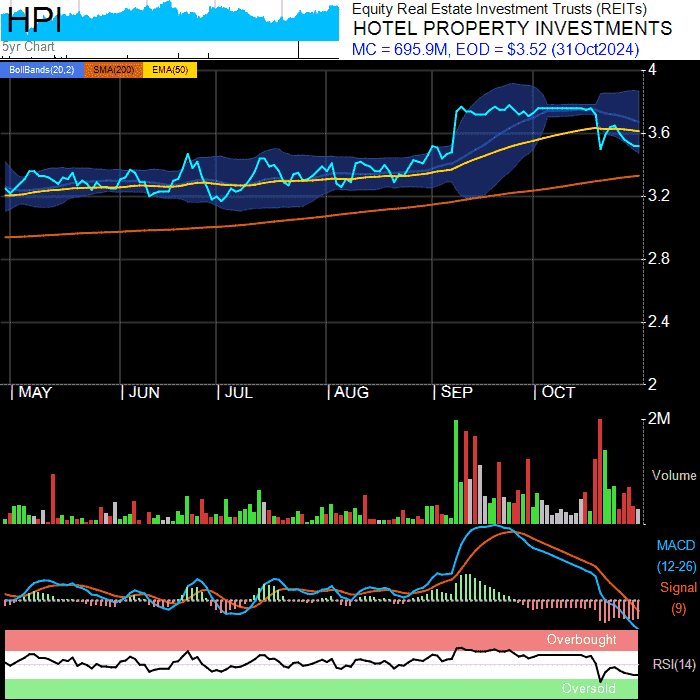 HPI
5yr Chart
Equity Real Estate Investment Trusts (REITs)
HOTEL PROPERTY INVESTMENTS
MC = 695.9M, EOD = $3.52 (31Oct2024)
BollBands(20,2) SMA(200) EMA(50)
4
3.6
3.2
2.8
2.4
2
MAY JUN JUL AUG SEP OCT
2M
Volume
MACD
(12-26)
Signal
(9)
Overbought
RSI(14)
Oversold